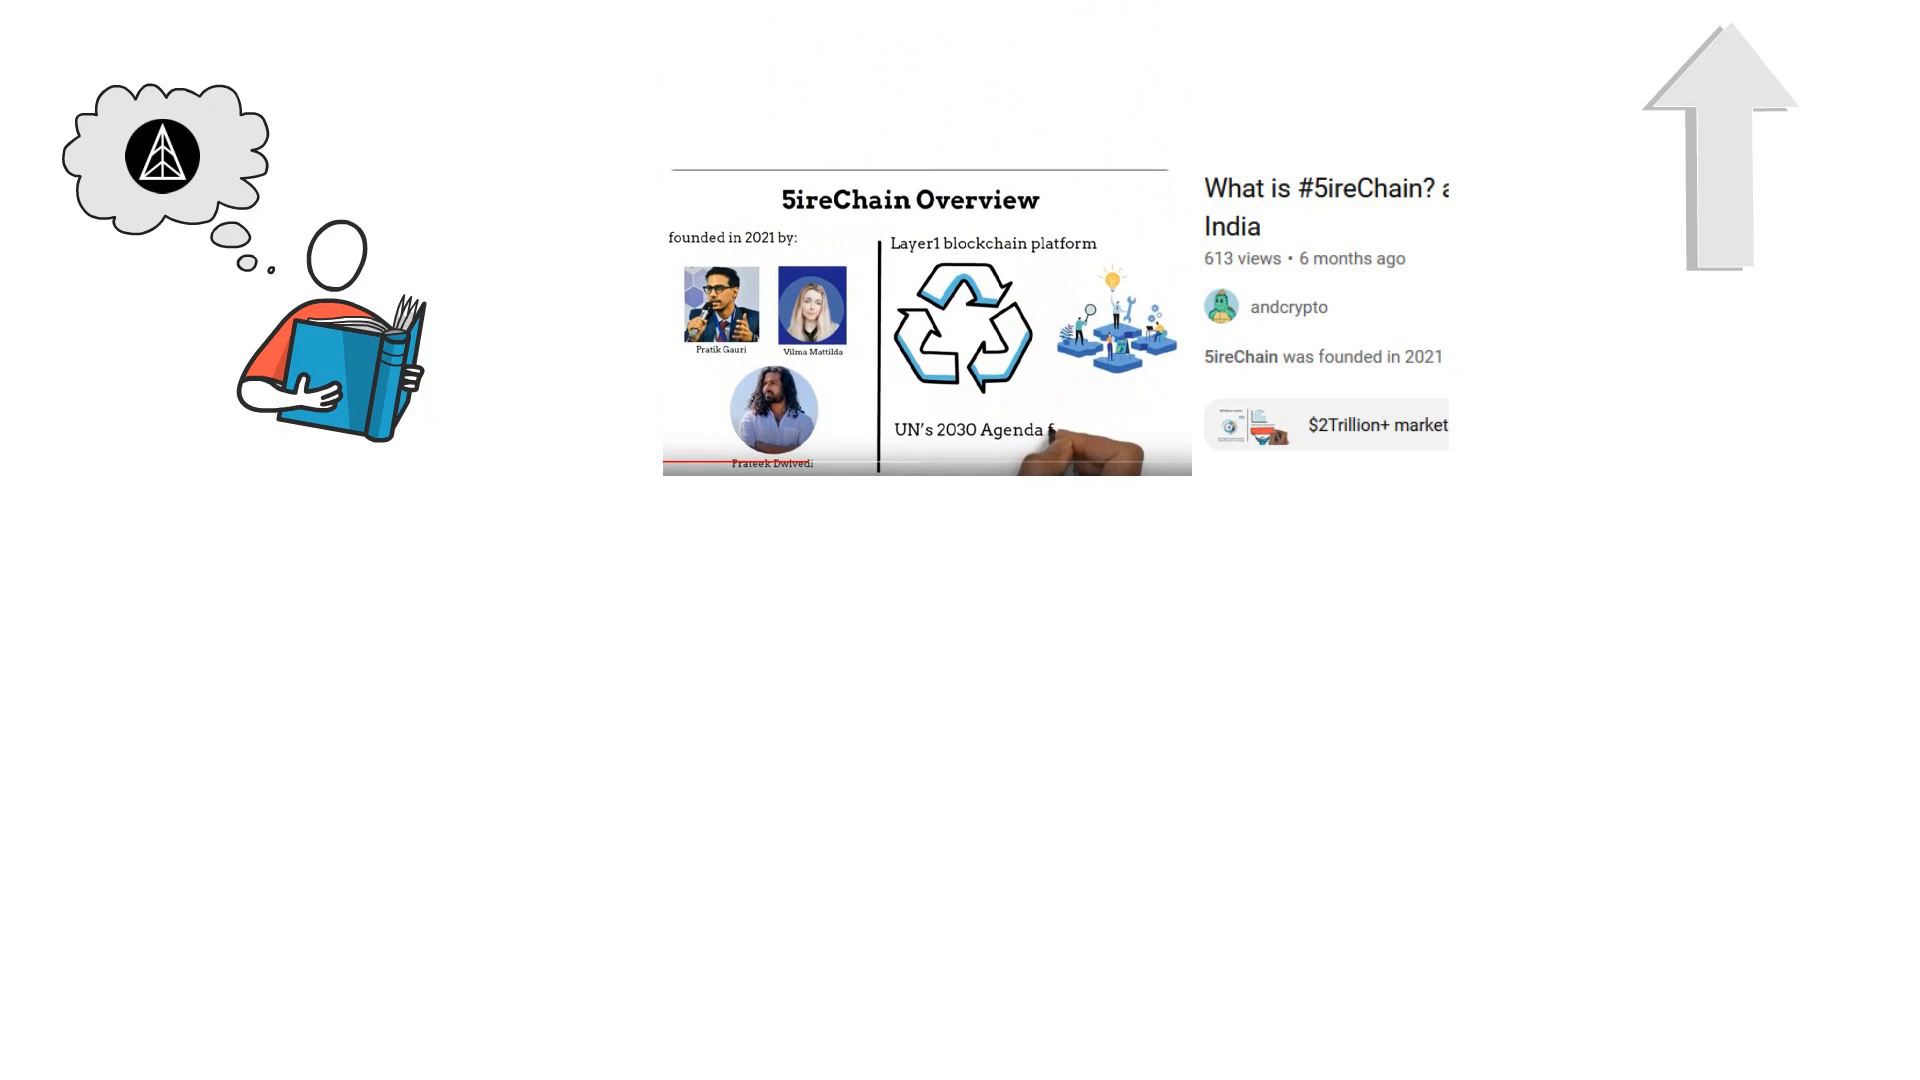 5ireChain Overview
founded in 2021 by:
Pratik Gauri
Vilma Mattilda
Prateek Dwivedi
Layer1 blockchain platform
UN's 2030 Agenda f
What is #5ireChain? a
India
613 views • 6 months ago
andcrypto
5ireChain was founded in 2021
$2Trillion+ market